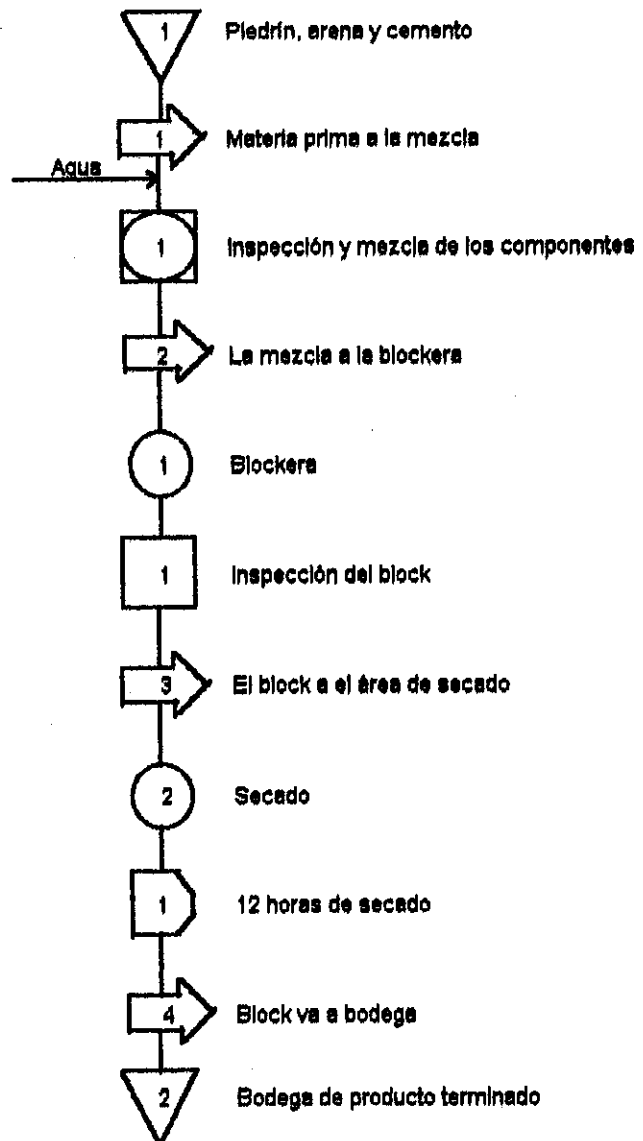 1 Piedrín, arena y cemento
1 Materia prima a la mezcla
Agua
1 Inspección y mezcla de los componentes
2 La mezcla a la blockera
1 Blockera
1 Inspección del block
3 El block a el área de secado
2 Secado
1 12 horas de secado
4 Block va a bodega
2 Bodega de producto terminado